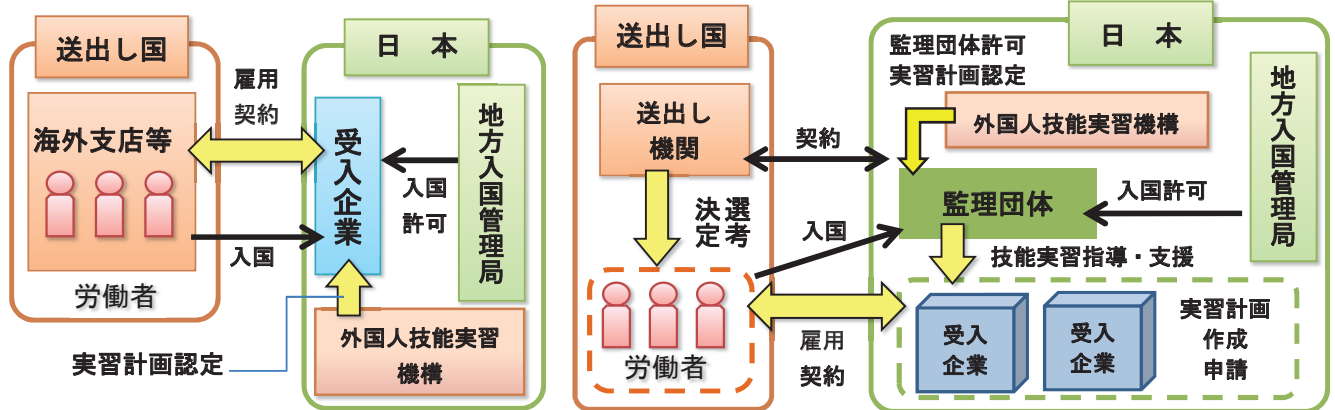 送出し国
海外支店等
労働者
雇用
契約
入国
実習計画認定
日　本
受入企業
地方入国管理局
入国
許可
外国人技能実習
機構
送出し国
送出し
機関
決定
選考
労働者
契約
入国
雇用
契約
日　本
監理団体許可
実習計画認定
外国人技能実習機構
地方入国管理局
監理団体
入国許可
技能実習指導・支援
受入
企業
受入
企業
実習計画
作成
申請